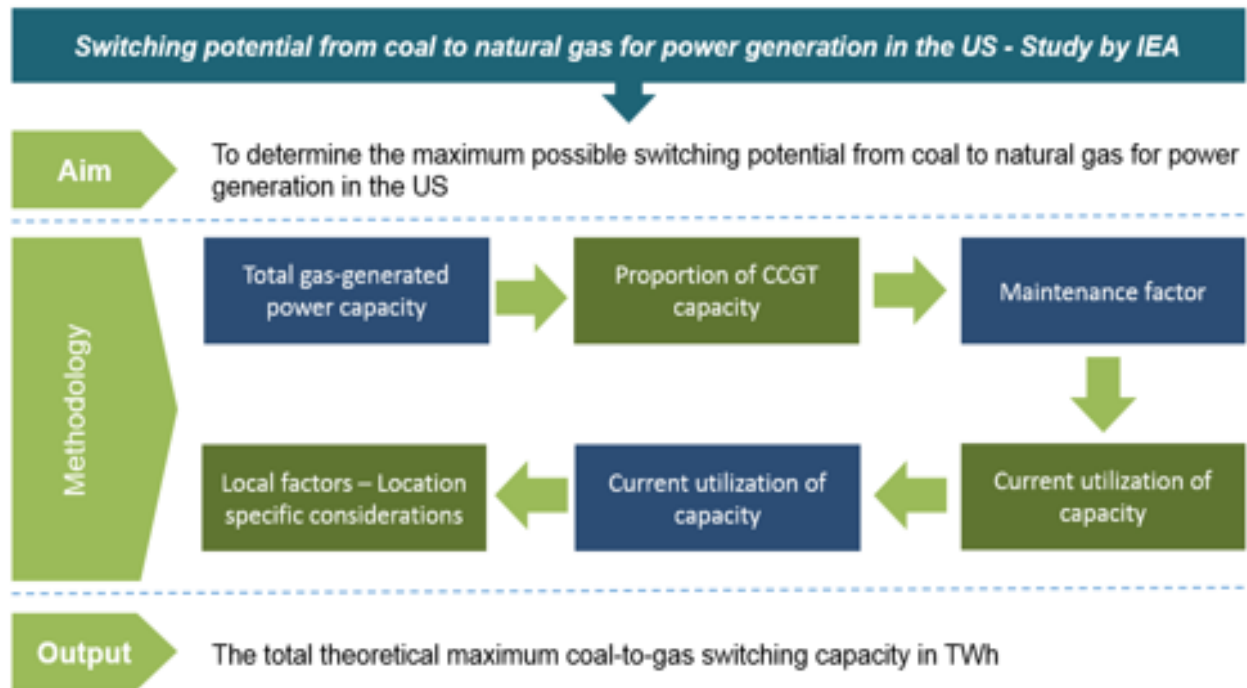 Switching potential from coal to natural gas for power generation in the US - Study by IEA
Aim
To determine the maximum possible switching potential from coal to natural gas for power
generation in the US
Methodology
Total gas-generated
power capacity
Proportion of CCGT
capacity
Maintenance factor
Current utilization of
capacity
Current utilization of
capacity
Local factors – Location
specific considerations
Output
The total theoretical maximum coal-to-gas switching capacity in TWh